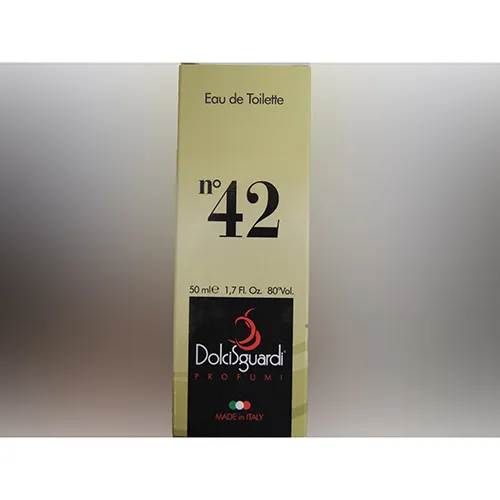 Eau de Toilette
n°42
50 ml℮ 1,7 Fl. Oz. 80°Vol.
DolciSguardi®
PROFUMI
MADE in ITALY